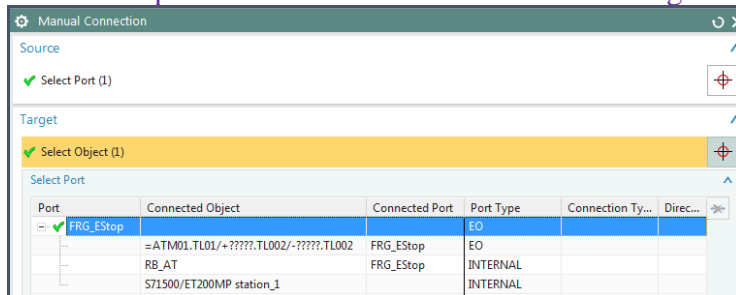 Manual Connection
Source
Select Port (1)
Target
Select Object (1)
Select Port
Port Connected Object Connected Port Port Type Connection Ty... Direc...
FRG_EStop EO
=ATM01.TL01/+?????.TL002/-?????.TL002 FRG_EStop EO
RB_AT FRG_EStop INTERNAL
S71500/ET200MP station_1 INTERNAL